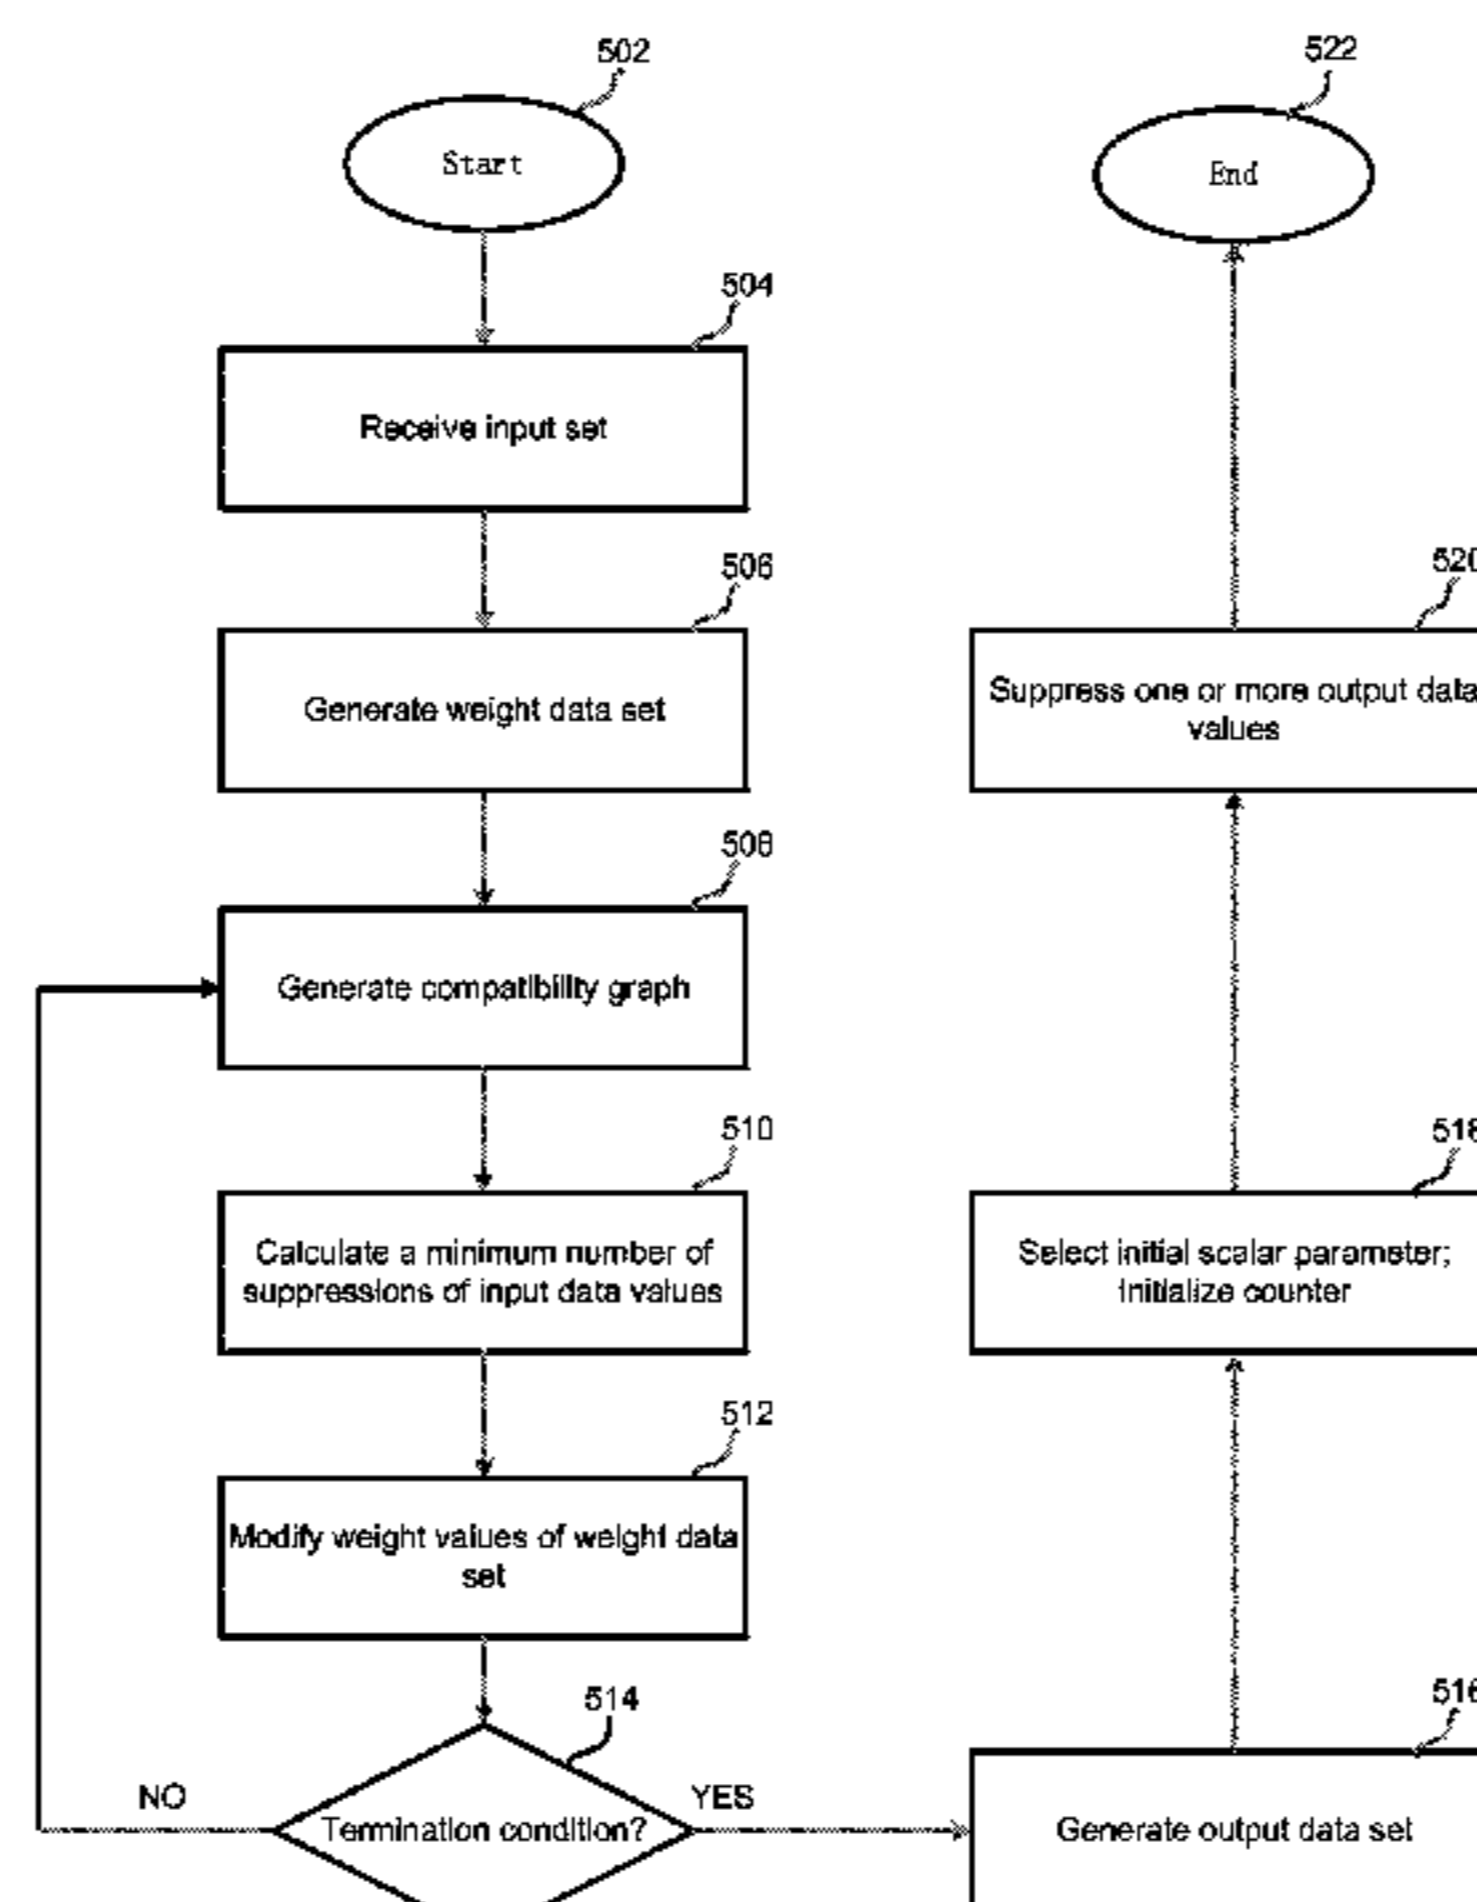 502
Start
504
Receive input set
506
Generate weight data set
508
Generate compatibility graph
510
Calculate a minimum number of
suppressions of input data values
512
Modify weight values of weight data
set
514
NO
Termination condition?
YES
516
Generate output data set
518
Select initial scalar parameter;
initialize counter
520
Suppress one or more output data
values
522
End